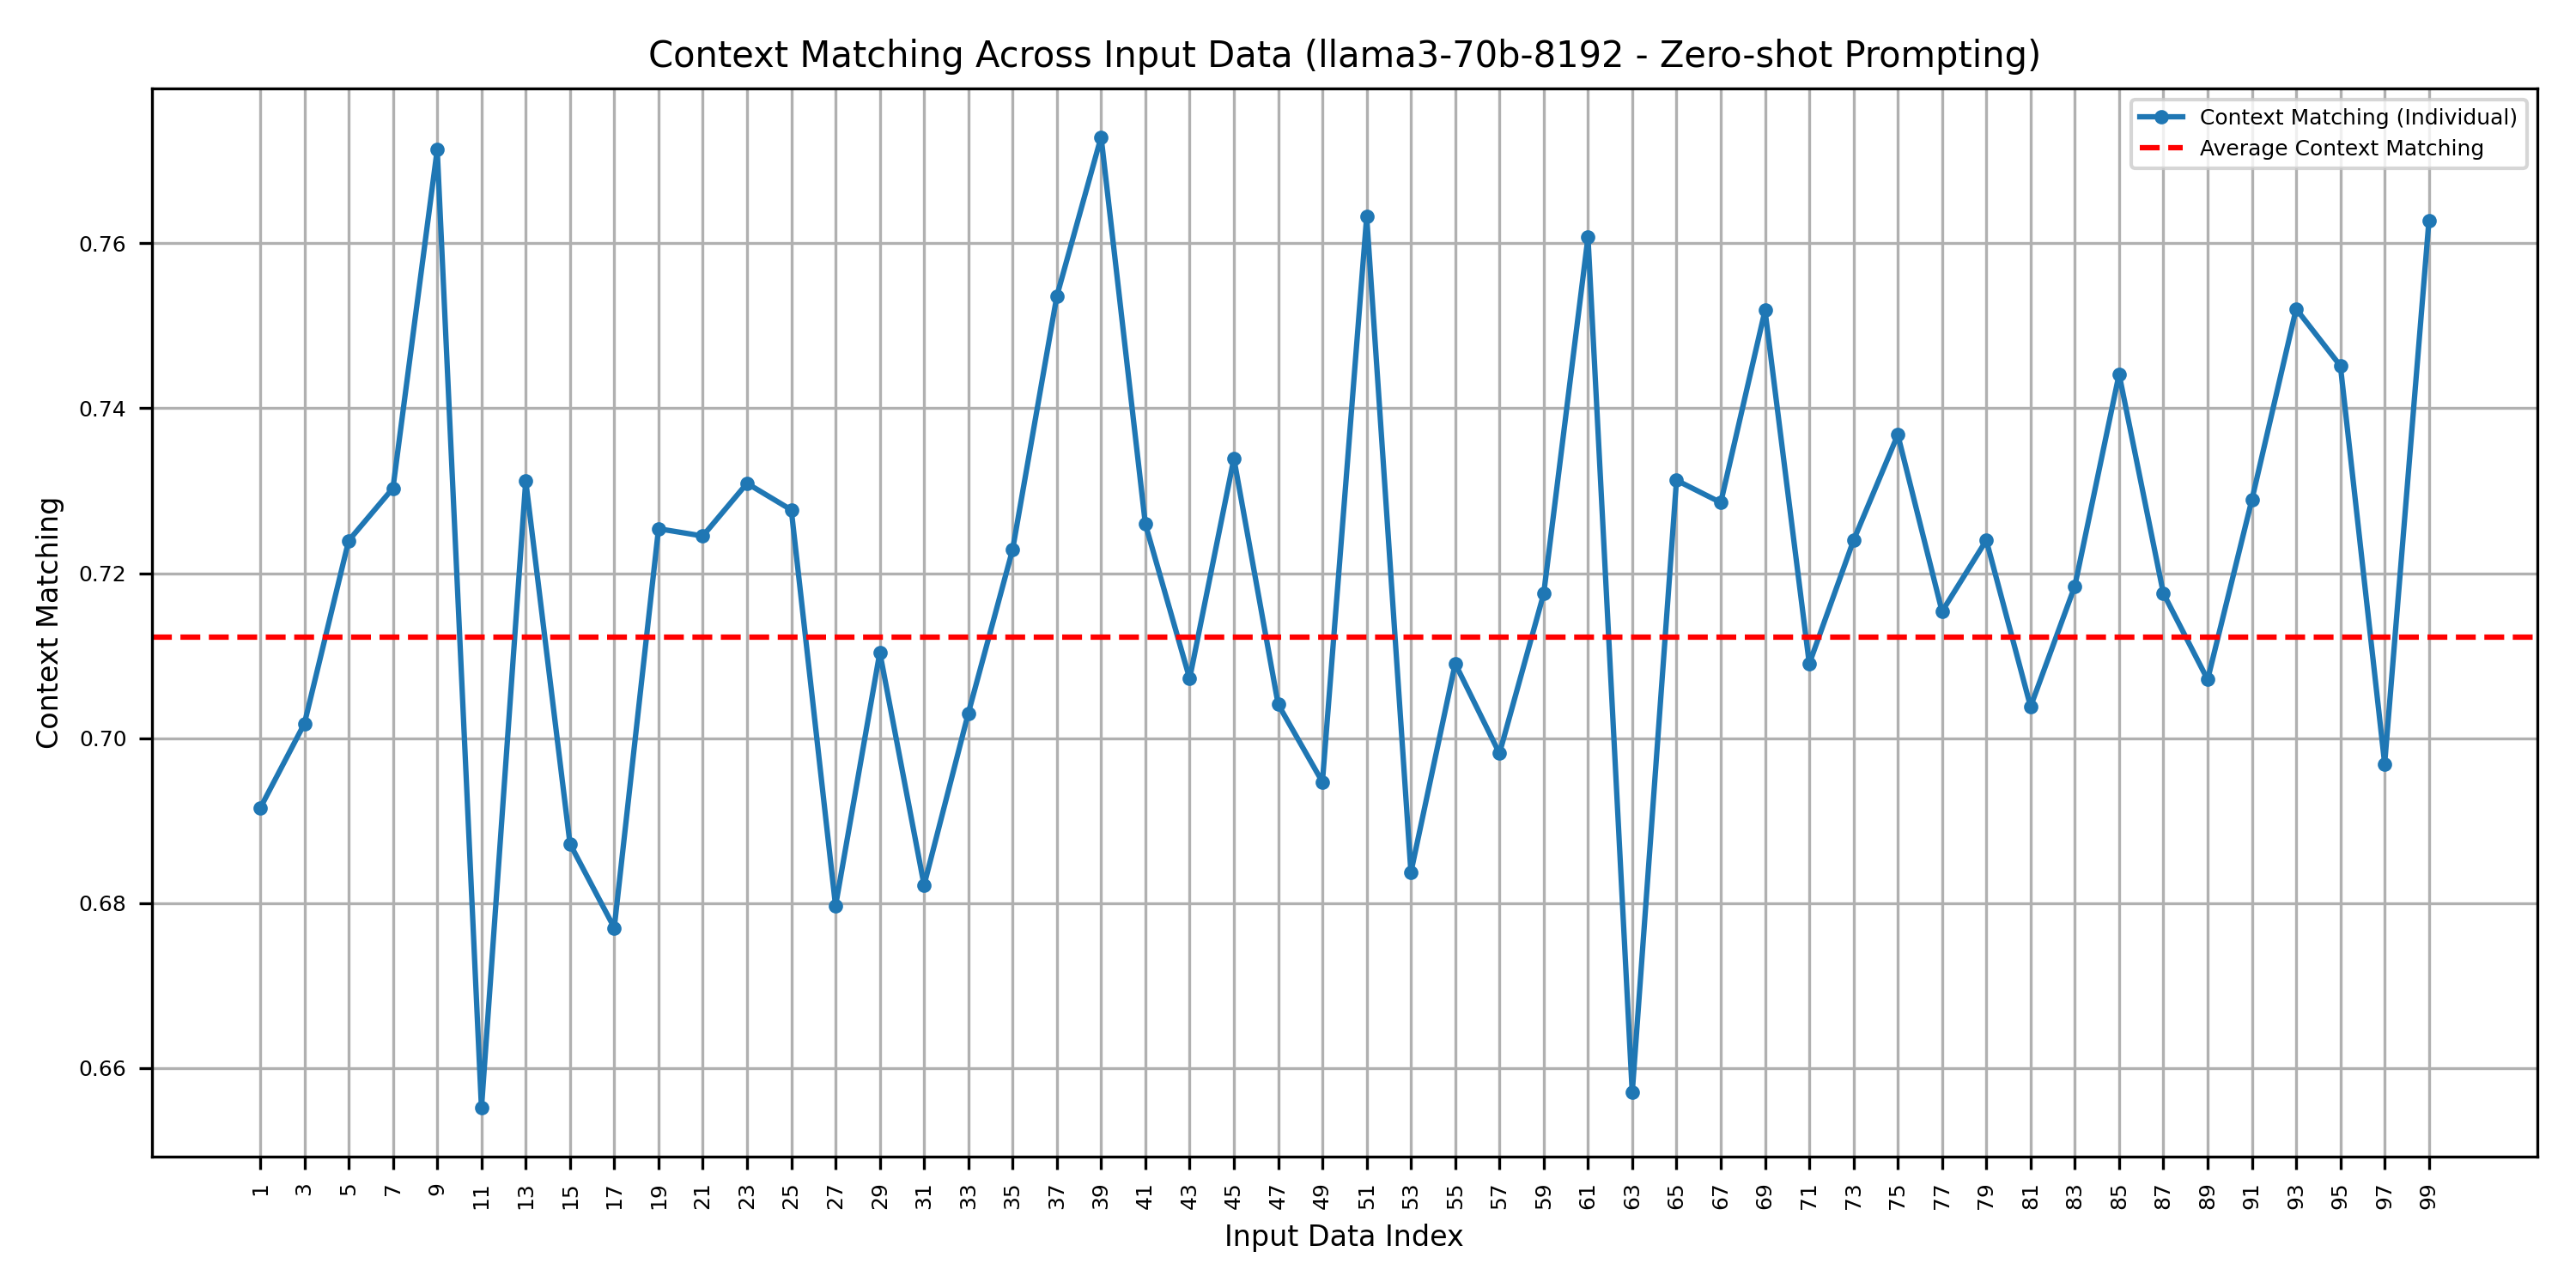 Context Matching Across Input Data (llama3-70b-8192 - Zero-shot Prompting)
Context Matching (Individual)
Average Context Matching
Context Matching
0.76
0.74
0.72
0.70
0.68
0.66
1 3 5 7 9 11 13 15 17 19 21 23 25 27 29 31 33 35 37 39 41 43 45 47 49 51 53 55 57 59 61 63 65 67 69 71 73 75 77 79 81 83 85 87 89 91 93 95 97 99
Input Data Index